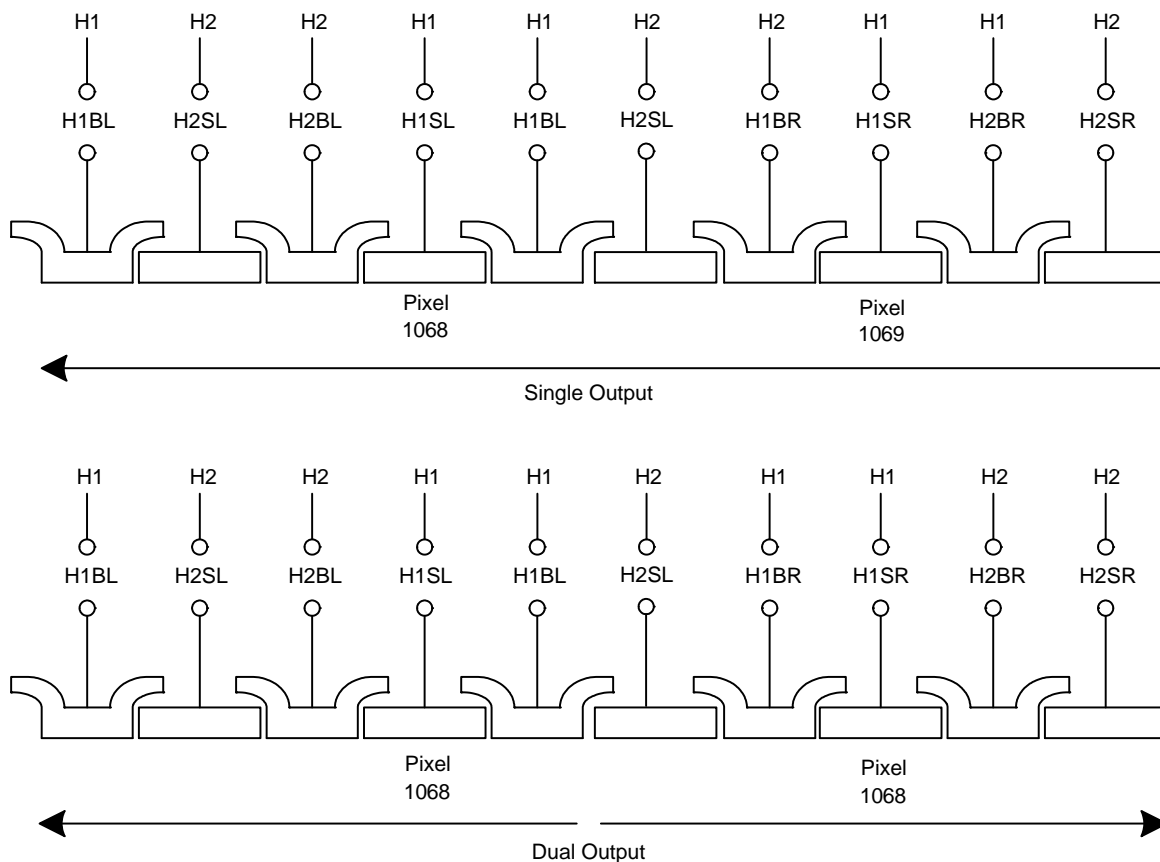 H1 H2 H2 H1 H1 H2 H2 H1 H1 H2
H1BL H2SL H2BL H1SL H1BL H2SL H1BR H1SR H2BR H2SR
Pixel Pixel
1068 1069
Single Output
H1 H2 H2 H1 H1 H2 H1 H1 H2 H2
H1BL H2SL H2BL H1SL H1BL H2SL H1BR H1SR H2BR H2SR
Pixel Pixel
1068 1068
Dual Output